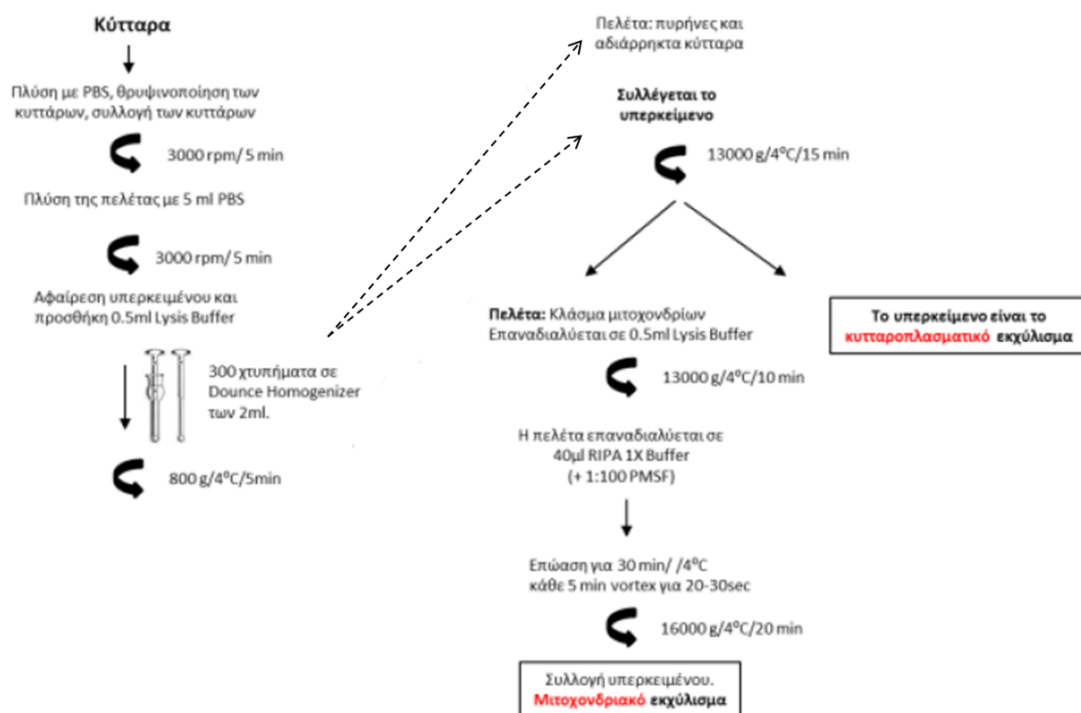 Κύτταρα
Πλύση με PBS, θρυψινοποίηση των
κυττάρων, συλλογή των κυττάρων
3000 rpm/ 5 min
Πλύση της πελέτας με 5 ml PBS
3000 rpm/ 5 min
Αφαίρεση υπερκειμένου και
προσθήκη 0.5ml Lysis Buffer
300 χτυπήματα σε
Dounce Homogenizer
των 2ml.
800 g/4⁰C/5min
Πελέτα: πυρήνες και
αδιάρρηκτα κύτταρα
Συλλέγεται το
υπερκείμενο
13000 g/4⁰C/15 min
Πελέτα: Κλάσμα μιτοχονδρίων
Επαναδιαλύεται σε 0.5ml Lysis Buffer
Το υπερκείμενο είναι το
κυτταροπλασματικό εκχύλισμα
13000 g/4⁰C/10 min
Η πελέτα επαναδιαλύεται σε
40μl RIPA 1X Buffer
(+ 1:100 PMSF)
Επώαση για 30 min/ /4⁰C
κάθε 5 min vortex για 20-30sec
16000 g/4⁰C/20 min
Συλλογή υπερκειμένου.
Μιτοχονδριακό εκχύλισμα